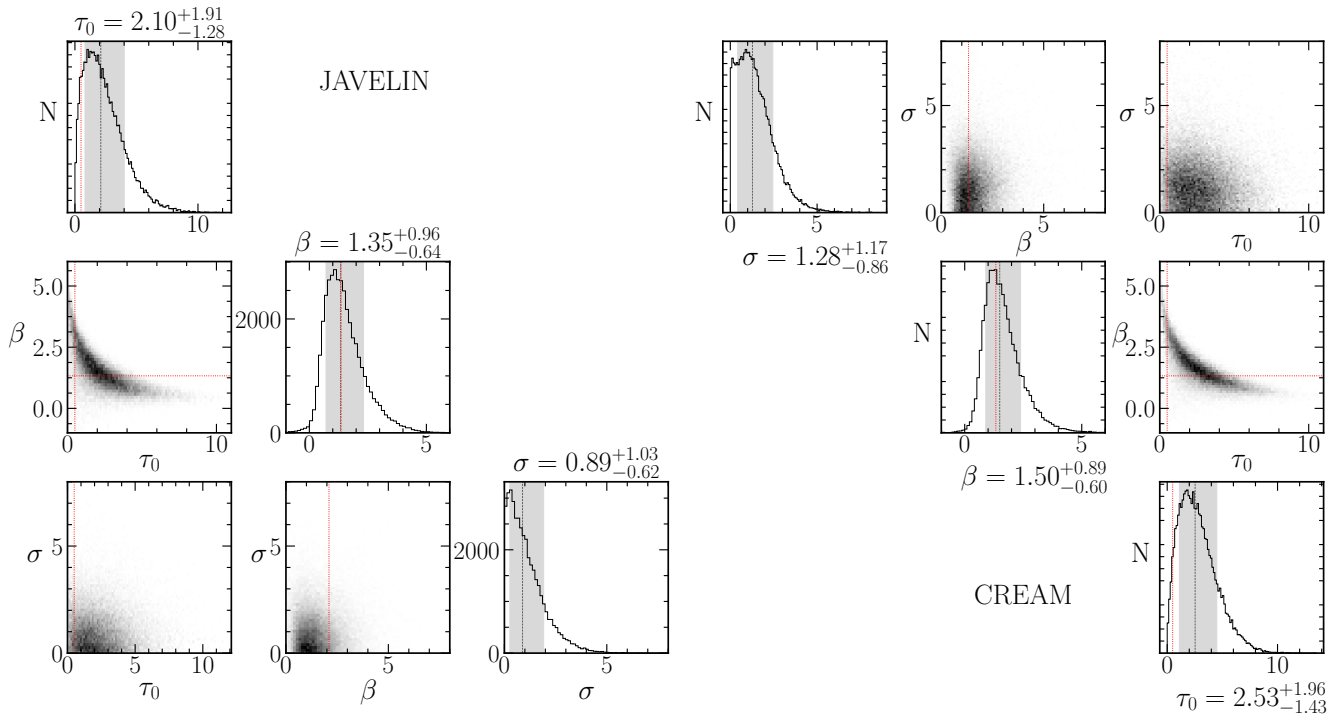 τ₀ = 2.10^{+1.91}_{-1.28}
JAVELIN
N
0 10
N
0 5
σ = 1.28^{+1.17}_{-0.86}
σ
5
0
0 5
β
σ
5
0
0 5 10
τ₀
β
5.0
2.5
0.0
0 5 10
τ₀
β = 1.35^{+0.96}_{-0.64}
2000
0
0 5
N
0 5
β = 1.50^{+0.89}_{-0.60}
β
5.0
2.5
0.0
0 5 10
τ₀
σ
5
0
0 5 10
τ₀
σ
5
0
0 5
β
σ = 0.89^{+1.03}_{-0.62}
2000
0
0 5
σ
CREAM
N
0 10
τ₀ = 2.53^{+1.96}_{-1.43}